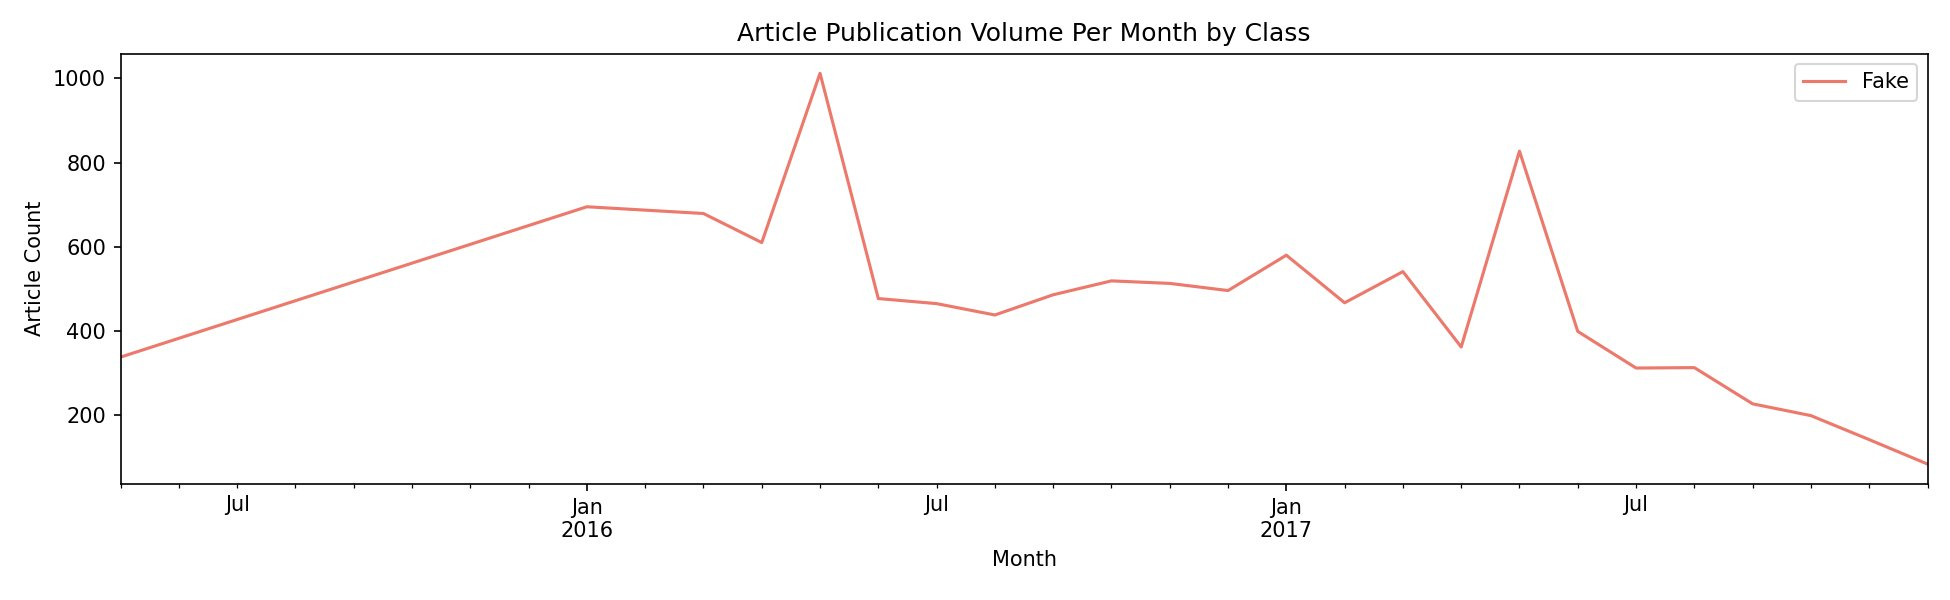 Article Publication Volume Per Month by Class
Fake
1000
800
600
400
200
Article Count
Jul
Jan
2016
Jul
Jan
2017
Jul
Month